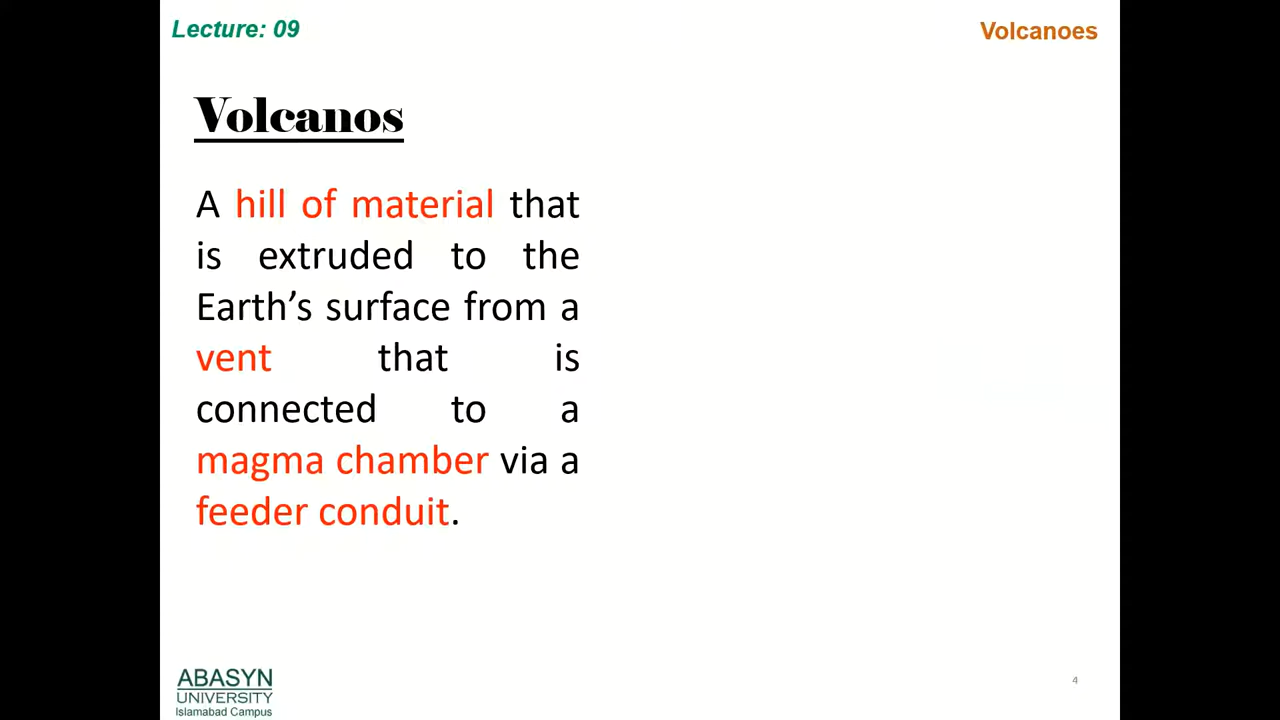 Lecture: 09
Volcanoes
Volcanos
A hill of material that
is extruded to the
Earth’s surface from a
vent that is
connected to a
magma chamber via a
feeder conduit.
ABASYN
UNIVERSITY
Islamabad Campus
4